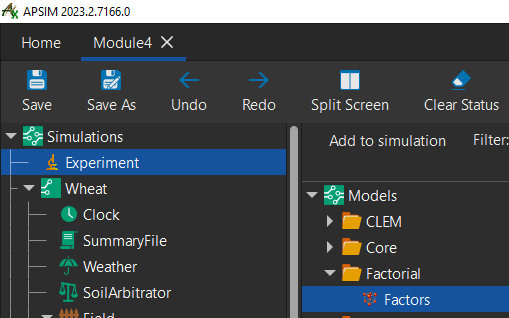 APSIM 2023.2.7166.0
Home Module4
Save Save As Undo Redo Split Screen Clear Status
Simulations
Experiment
Wheat
Clock
SummaryFile
Weather
SoilArbitrator
Field
Add to simulation Filter:
Models
CLEM
Core
Factorial
Factors